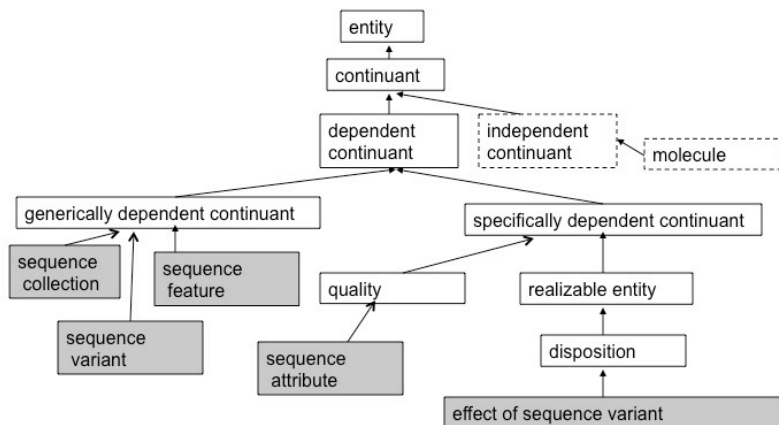 entity
continuant
dependent
continuant
independent
continuant
molecule
generically dependent continuant
specifically dependent continuant
sequence
collection
sequence
feature
quality
realizable entity
sequence
variant
sequence
attribute
disposition
effect of sequence variant